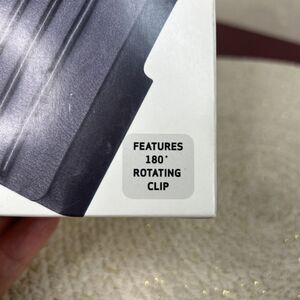 FEATURES
180°
ROTATING
CLIP